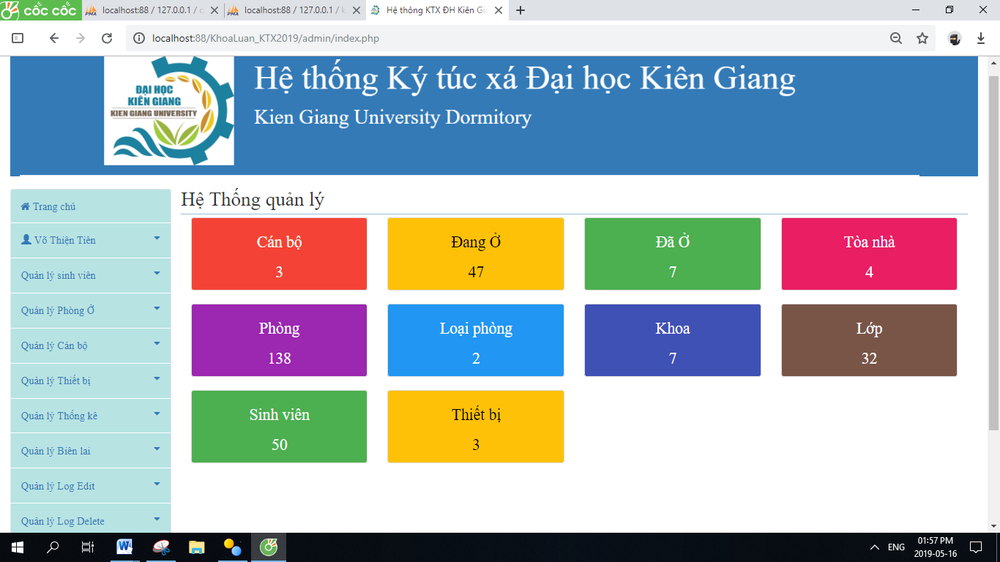 cốc cốc
localhost:88 / 127.0.0.1 /
localhost:88 / 127.0.0.1 /
Hệ thống KTX ĐH Kiên Gi
localhost:88/KhoaLuan_KTX2019/admin/index.php
ĐẠI HỌC
KIÊN GIANG
KIEN GIANG UNIVERSITY
Hệ thống Ký túc xá Đại học Kiên Giang
Kien Giang University Dormitory
Trang chủ
Võ Thiện Tiên
Quản lý sinh viên
Quản lý Phòng Ở
Quản lý Cán bộ
Quản lý Thiết bị
Quản lý Thống kê
Quản lý Biên lai
Quản lý Log Edit
Quản lý Log Delete
Hệ Thống quản lý
Cán bộ
3
Đang Ở
47
Đã Ở
7
Tòa nhà
4
Phòng
138
Loại phòng
2
Khoa
7
Lớp
32
Sinh viên
50
Thiết bị
3
ENG
01:57 PM
2019-05-16